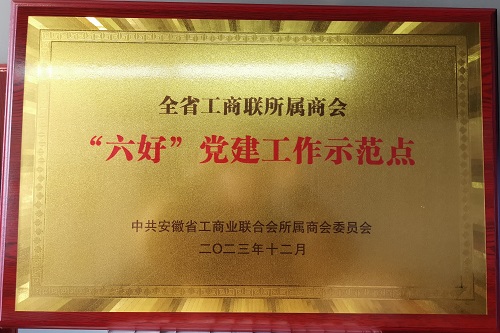 全省工商联所属商会
“六好”党建工作示范点
中共安徽省工商业联合会所属商会委员会
二〇二三年十二月